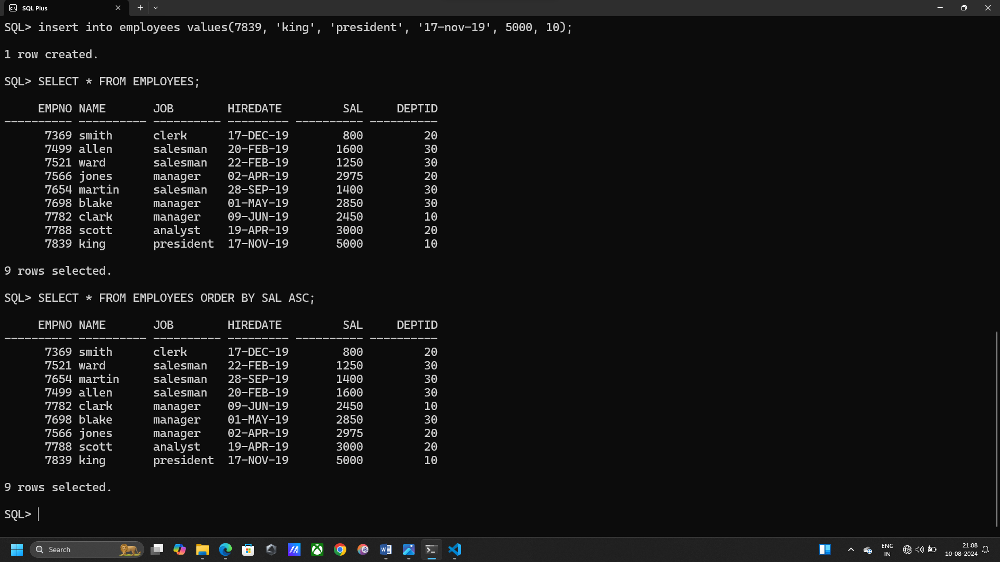 SQL Plus
SQL> insert into employees values(7839, 'king', 'president', '17-nov-19', 5000, 10);
1 row created.
SQL> SELECT * FROM EMPLOYEES;
     EMPNO NAME       JOB        HIREDATE         SAL     DEPTID
---------- ---------- ---------- --------- ---------- ----------
      7369 smith      clerk      17-DEC-19        800         20
      7499 allen      salesman   20-FEB-19       1600         30
      7521 ward       salesman   22-FEB-19       1250         30
      7566 jones      manager    02-APR-19       2975         20
      7654 martin     salesman   28-SEP-19       1400         30
      7698 blake      manager    01-MAY-19       2850         30
      7782 clark      manager    09-JUN-19       2450         10
      7788 scott      analyst    19-APR-19       3000         20
      7839 king       president  17-NOV-19       5000         10
9 rows selected.
SQL> SELECT * FROM EMPLOYEES ORDER BY SAL ASC;
     EMPNO NAME       JOB        HIREDATE         SAL     DEPTID
---------- ---------- ---------- --------- ---------- ----------
      7369 smith      clerk      17-DEC-19        800         20
      7521 ward       salesman   22-FEB-19       1250         30
      7654 martin     salesman   28-SEP-19       1400         30
      7499 allen      salesman   20-FEB-19       1600         30
      7782 clark      manager    09-JUN-19       2450         10
      7698 blake      manager    01-MAY-19       2850         30
      7566 jones      manager    02-APR-19       2975         20
      7788 scott      analyst    19-APR-19       3000         20
      7839 king       president  17-NOV-19       5000         10
9 rows selected.
SQL>
Search
ENG
IN
21:08
10-08-2024